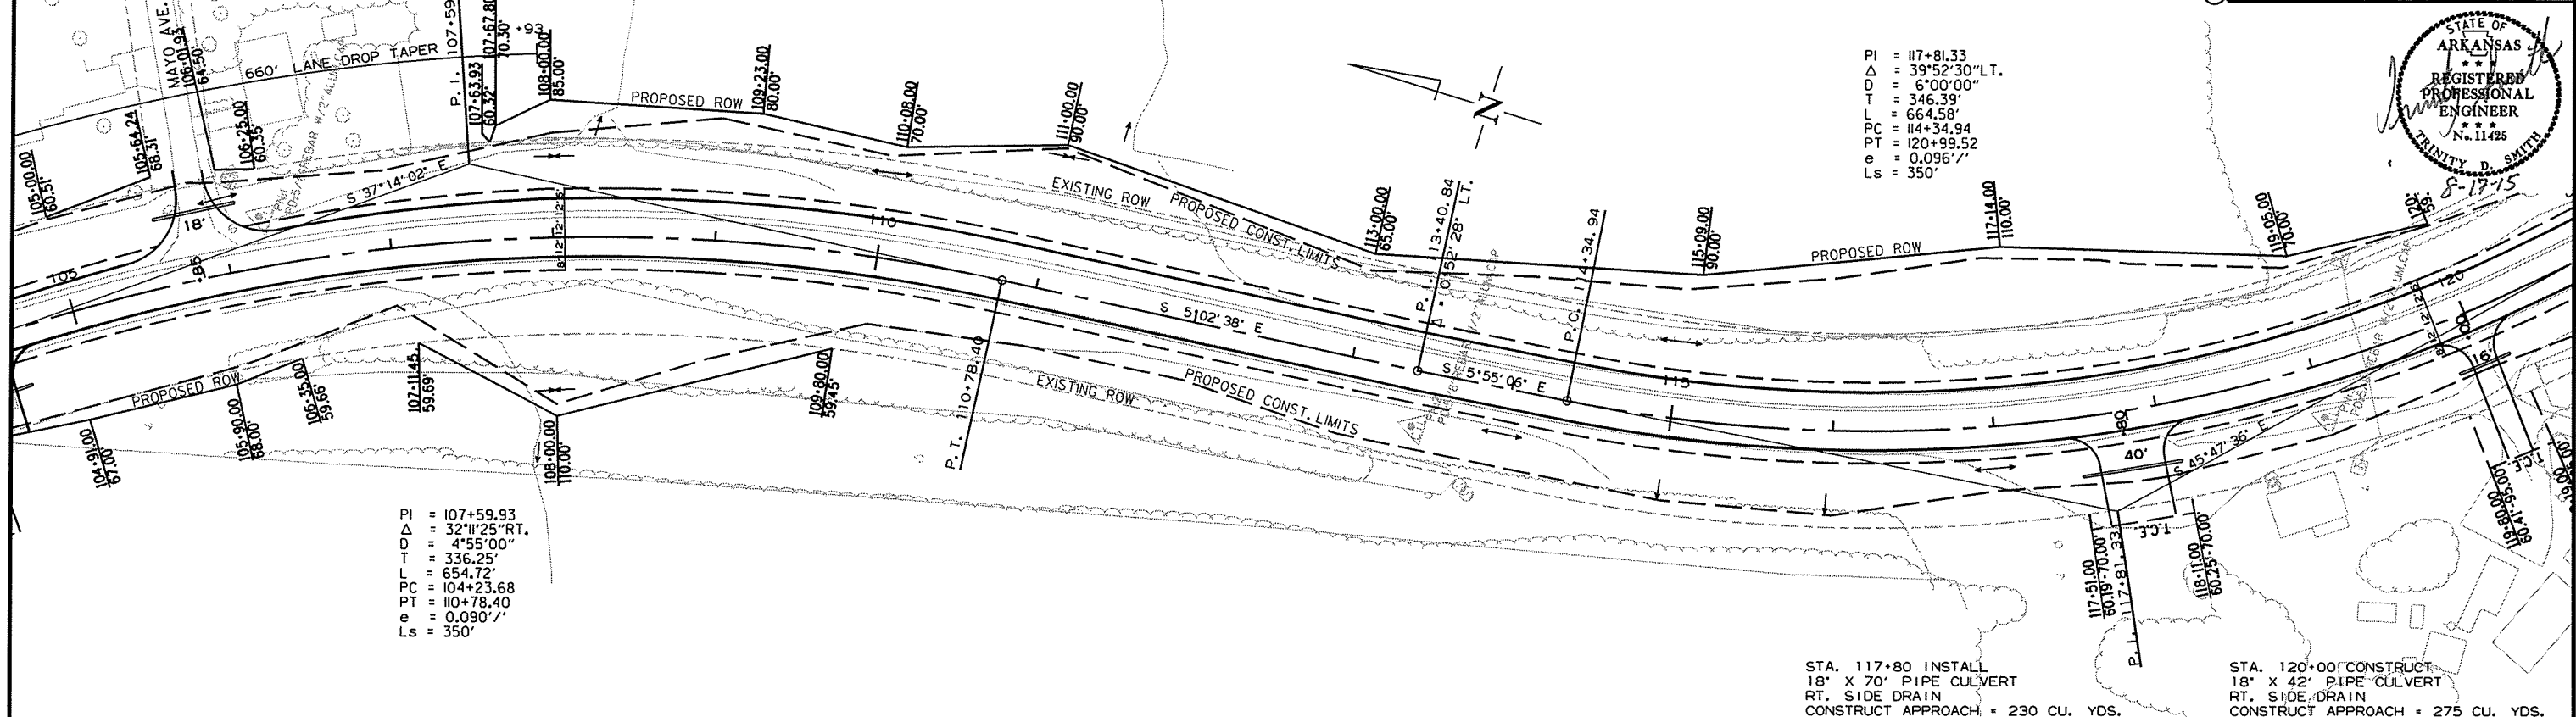 MAYO AVE.
106+01.93
64.50'
660' LANE DROP TAPER
P. I. 107+59
107+63.93
60.32'
107+67.80
70.30'
+93
108+00.00
85.00'
PROPOSED ROW
109+23.00
80.00'
110+08.00
70.00'
111+00.00
90.00'
N
PI = 117+81.33
Δ = 39°52'30"LT.
D = 6°00'00"
T = 346.39'
L = 664.58'
PC = 114+34.94
PT = 120+99.52
e = 0.096'/'
Ls = 350'
STATE OF
ARKANSAS
REGISTERED
PROFESSIONAL
ENGINEER
No. 11425
TRINITY D. SMITH
8-17-15
105+00.00
60.51'
105+64.24
68.31'
106+25.00
60.35'
18'
S 37°14'02" E
EXISTING ROW
PROPOSED CONST. LIMITS
113+00.00
65.00'
P. I. 113+40.84
Δ = 0°52'28" LT.
P. C. 114+34.94
115+09.00
90.00'
PROPOSED ROW
117+14.00
110.00'
119+05.00
70.00'
105
+85
8'12'12'12'12.5'
110
S 5°02'38" E
S 5°55'06" E
115
120
+00
16'
PROPOSED ROW
104+91.00
67.00'
105+90.00
68.00'
106+35.00
59.66'
107+11.45
59.69'
108+00.00
110.00'
109+80.00
59.45'
P. T. 110+78.40
EXISTING ROW
PROPOSED CONST. LIMITS
+80
40'
S 45°47'36" E
T.C.E.
T.C.E.
117+51.00
60.19'-70.00'
P. I. 117+81.33
118+11.00
60.25'-70.00'
119+80.00
60.41'-95.00'
PI = 107+59.93
Δ = 32°11'25"RT.
D = 4°55'00"
T = 336.25'
L = 654.72'
PC = 104+23.68
PT = 110+78.40
e = 0.090'/'
Ls = 350'
STA. 117+80 INSTALL
18" X 70' PIPE CULVERT
RT. SIDE DRAIN
CONSTRUCT APPROACH = 230 CU. YDS.
STA. 120+00 CONSTRUCT
18" X 42' PIPE CULVERT
RT. SIDE DRAIN
CONSTRUCT APPROACH = 275 CU. YDS.